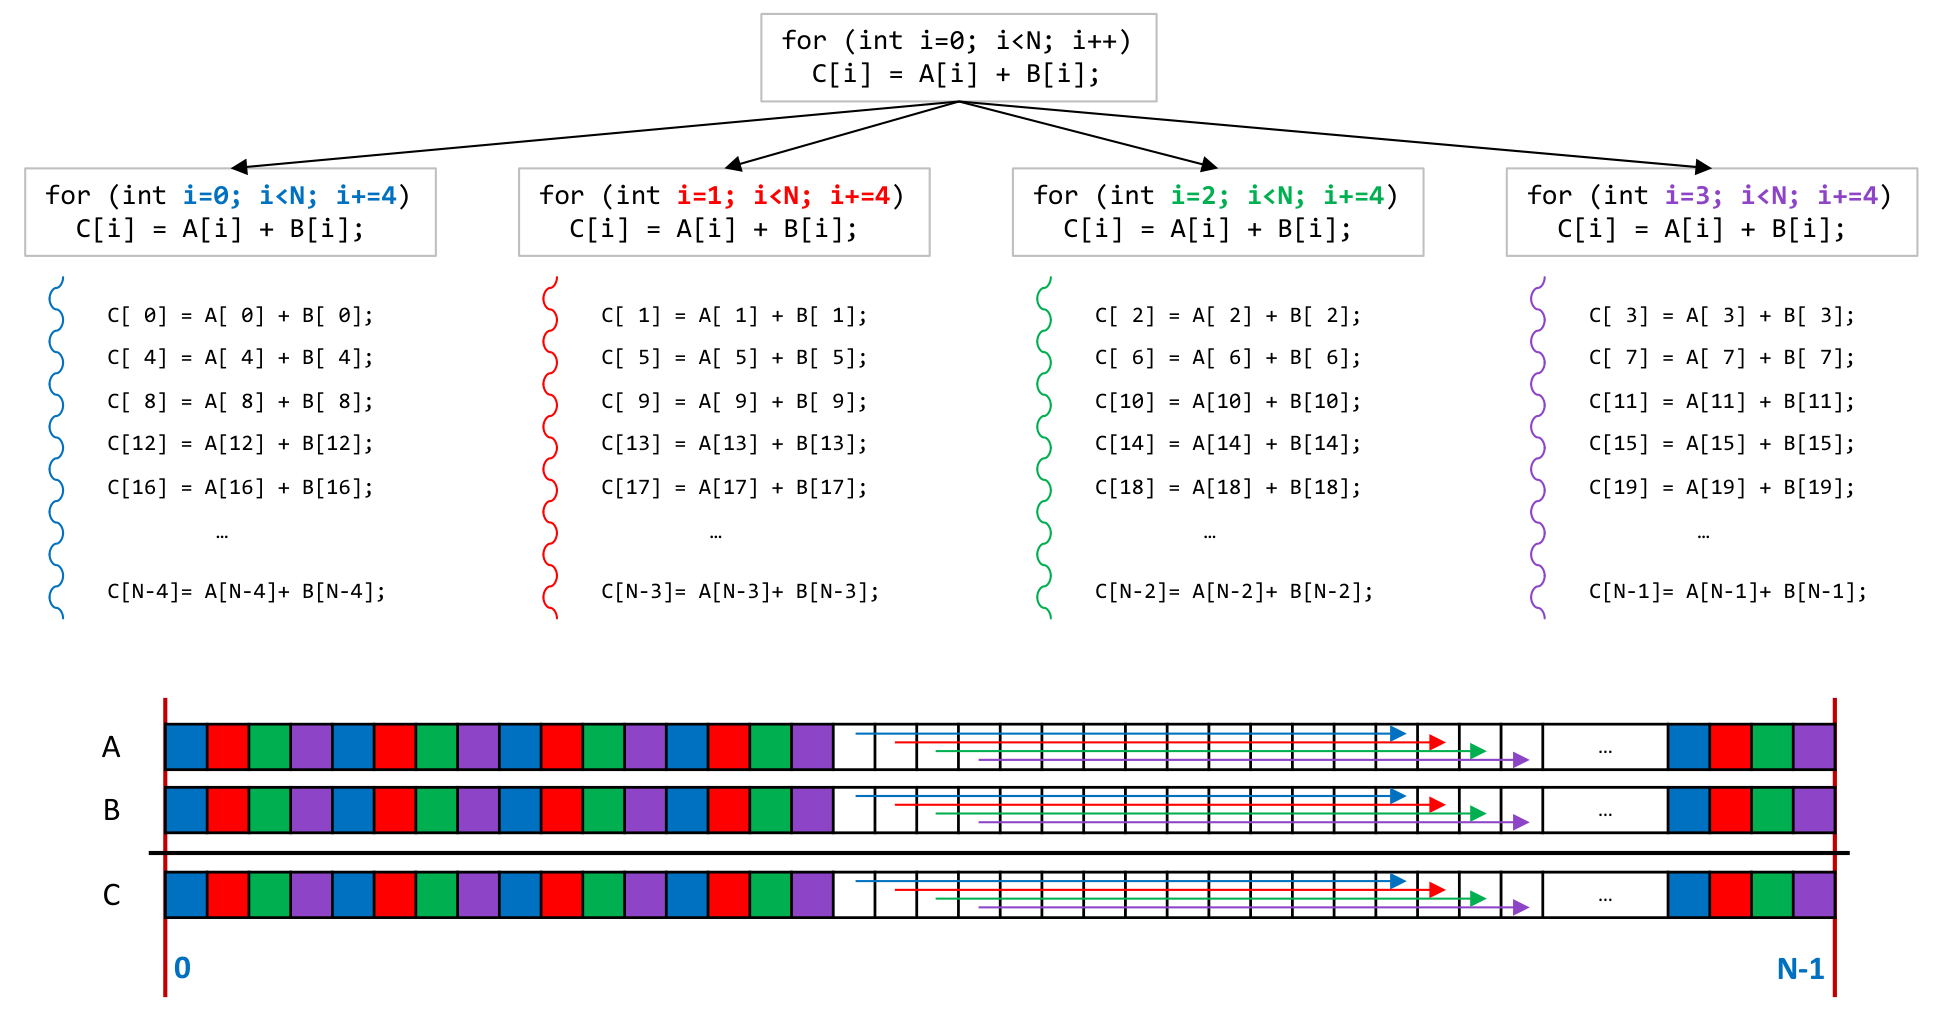 for (int i=0; i<N; i++)
C[i] = A[i] + B[i];
for (int i=0; i<N; i+=4)
C[i] = A[i] + B[i];
for (int i=1; i<N; i+=4)
C[i] = A[i] + B[i];
for (int i=2; i<N; i+=4)
C[i] = A[i] + B[i];
for (int i=3; i<N; i+=4)
C[i] = A[i] + B[i];
C[ 0] = A[ 0] + B[ 0];
C[ 4] = A[ 4] + B[ 4];
C[ 8] = A[ 8] + B[ 8];
C[12] = A[12] + B[12];
C[16] = A[16] + B[16];
…
C[N-4]= A[N-4]+ B[N-4];
C[ 1] = A[ 1] + B[ 1];
C[ 5] = A[ 5] + B[ 5];
C[ 9] = A[ 9] + B[ 9];
C[13] = A[13] + B[13];
C[17] = A[17] + B[17];
…
C[N-3]= A[N-3]+ B[N-3];
C[ 2] = A[ 2] + B[ 2];
C[ 6] = A[ 6] + B[ 6];
C[10] = A[10] + B[10];
C[14] = A[14] + B[14];
C[18] = A[18] + B[18];
…
C[N-2]= A[N-2]+ B[N-2];
C[ 3] = A[ 3] + B[ 3];
C[ 7] = A[ 7] + B[ 7];
C[11] = A[11] + B[11];
C[15] = A[15] + B[15];
C[19] = A[19] + B[19];
…
C[N-1]= A[N-1]+ B[N-1];
A
…
B
…
C
…
0
N-1